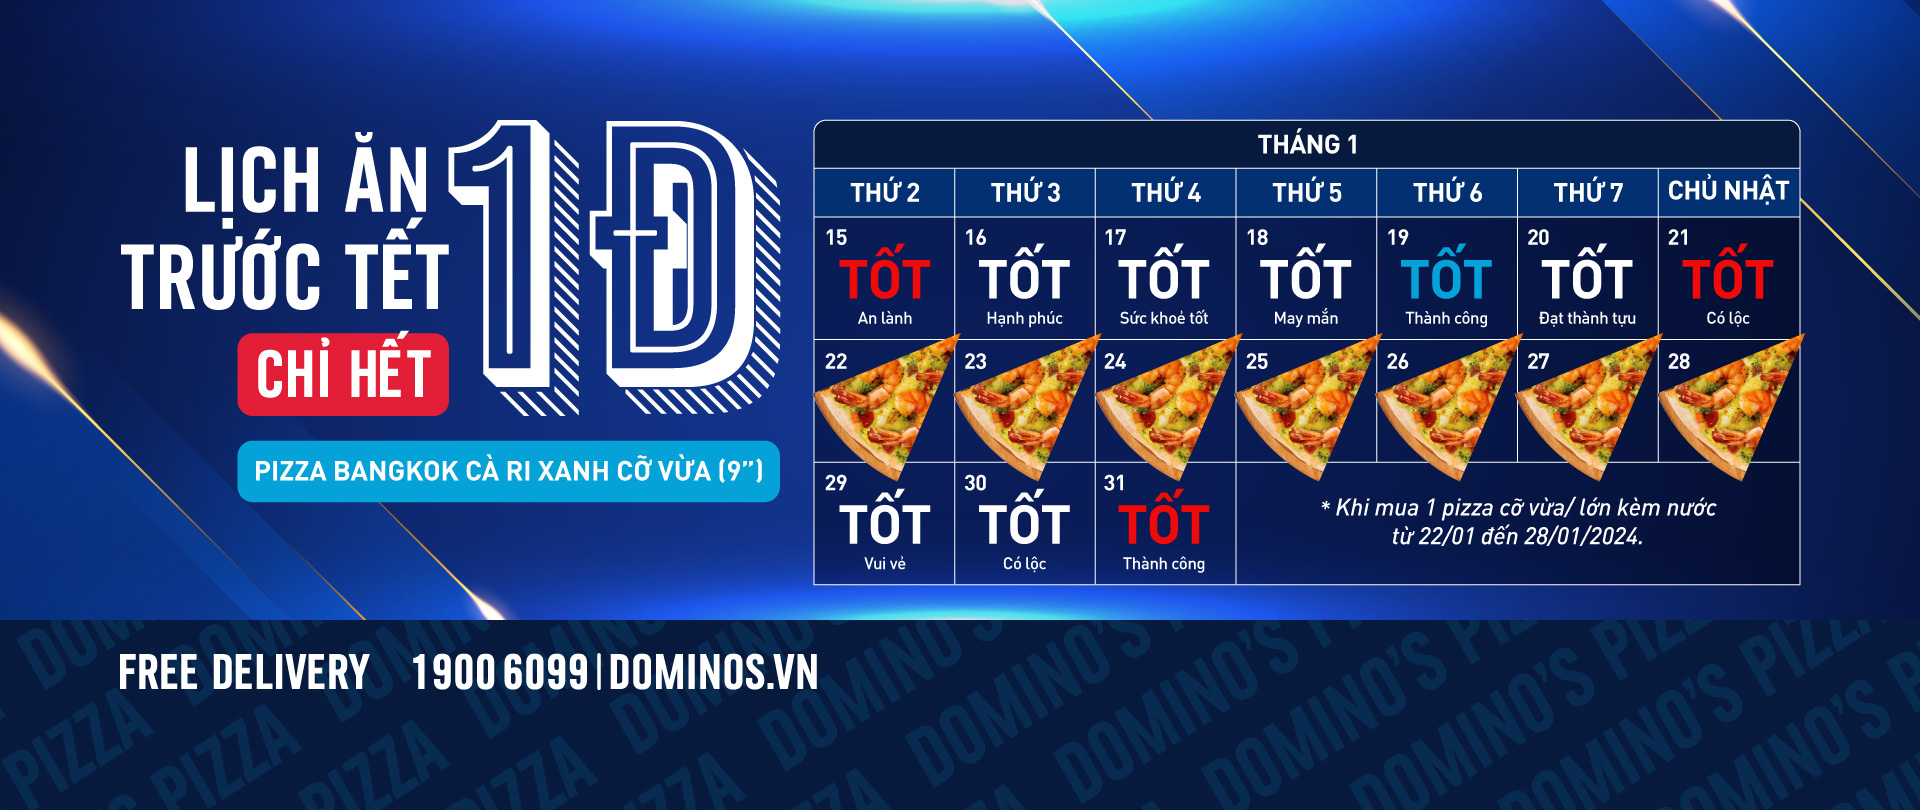 LỊCH ĂN
TRƯỚC TẾT
CHỈ HẾT
1Đ
PIZZA BANGKOK CÀ RI XANH CỠ VỪA (9”)
THÁNG 1
THỨ 2 THỨ 3 THỨ 4 THỨ 5 THỨ 6 THỨ 7 CHỦ NHẬT
15 16 17 18 19 20 21
TỐT TỐT TỐT TỐT TỐT TỐT TỐT
An lành Hạnh phúc Sức khoẻ tốt May mắn Thành công Đạt thành tựu Có lộc
22 23 24 25 26 27 28
29 30 31
TỐT TỐT TỐT
Vui vẻ Có lộc Thành công
* Khi mua 1 pizza cỡ vừa/ lớn kèm nước
từ 22/01 đến 28/01/2024.
FREE DELIVERY 1900 6099|DOMINOS.VN
DOMINO'S PIZZA